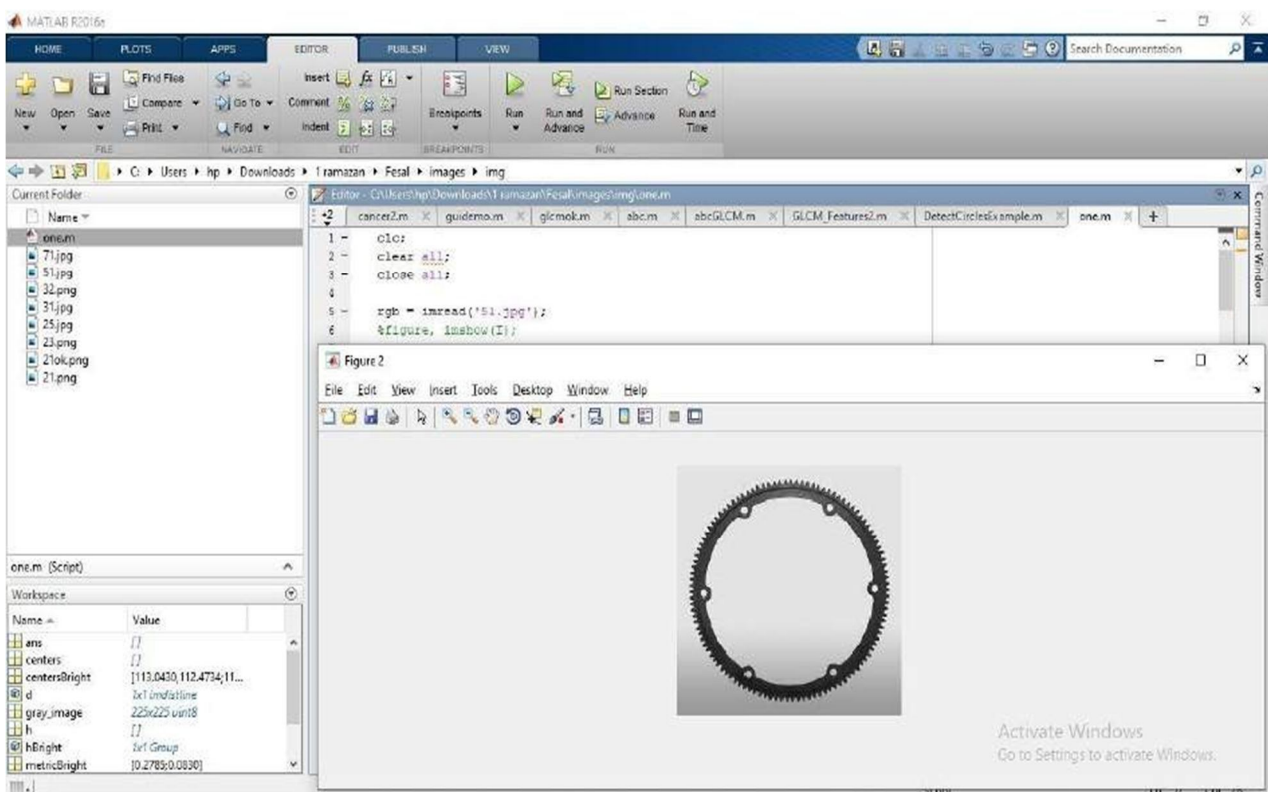 MATLAB R2016a
HOME PLOTS APPS EDITOR PUBLISH VIEW Search Documentation
Find Files Insert fx
New Open Save Compare Go To Comment Breakpoints Run Run and Advance Run Section Advance Run and Time
Print Find Indent
FILE NAVIGATE EDIT BREAKPOINTS RUN
C: Users hp Downloads 1 ramazan Fesal images img
Current Folder
Name
one.m
71.jpg
51.jpg
32.png
31.jpg
25.jpg
23.png
21ok.png
21.png
one.m (Script)
Workspace
Name Value
ans []
centers []
centersBright [113.0430,112.4734;11...
d 1x1 imdistline
gray_image 225x225 uint8
h []
hBright 1x1 Group
metricBright [0.2785;0.0830]
Editor - C:\Users\hp\Downloads\1 ramazan\Fesal\images\img\one.m
+2 cancer2.m guidemo.m glcmok.m abc.m abcGLCM.m GLCM_Features2.m DetectCirclesExample.m one.m +
1 - clc;
2 - clear all;
3 - close all;
4
5 - rgb = imread('51.jpg');
6 %figure, imshow(I);
Command Window
Figure 2
File Edit View Insert Tools Desktop Window Help
Activate Windows
Go to Settings to activate Windows.